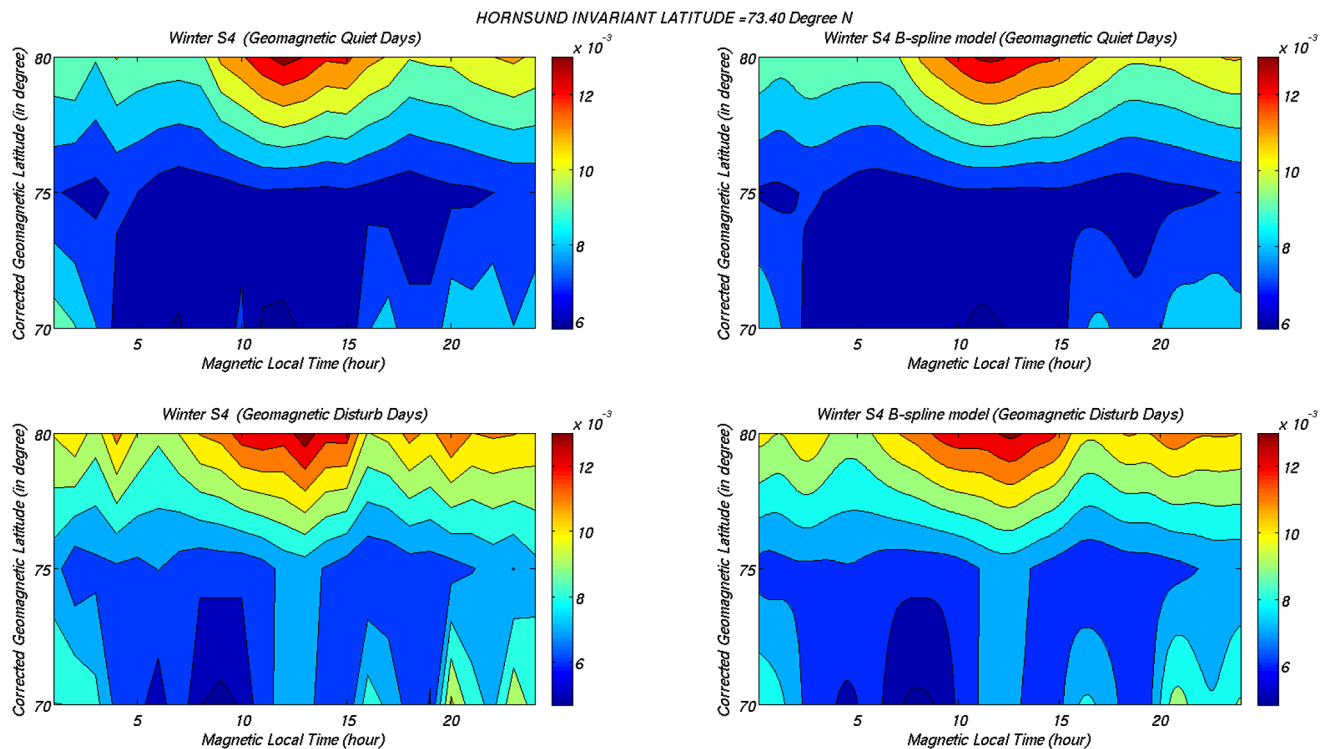 HORNSUND INVARIANT LATITUDE =73.40 Degree N
Winter S4 (Geomagnetic Quiet Days)
x 10^-3
Corrected Geomagnetic Latitude (in degree)
80
75
70
5
10
15
20
Magnetic Local Time (hour)
12
10
8
6
Winter S4 B-spline model (Geomagnetic Quiet Days)
x 10^-3
Corrected Geomagnetic Latitude (in degree)
80
75
70
5
10
15
20
Magnetic Local Time (hour)
12
10
8
6
Winter S4 (Geomagnetic Disturb Days)
x 10^-3
Corrected Geomagnetic Latitude (in degree)
80
75
70
5
10
15
20
Magnetic Local Time (hour)
12
10
8
6
Winter S4 B-spline model (Geomagnetic Disturb Days)
x 10^-3
Corrected Geomagnetic Latitude (in degree)
80
75
70
5
10
15
20
Magnetic Local Time (hour)
12
10
8
6